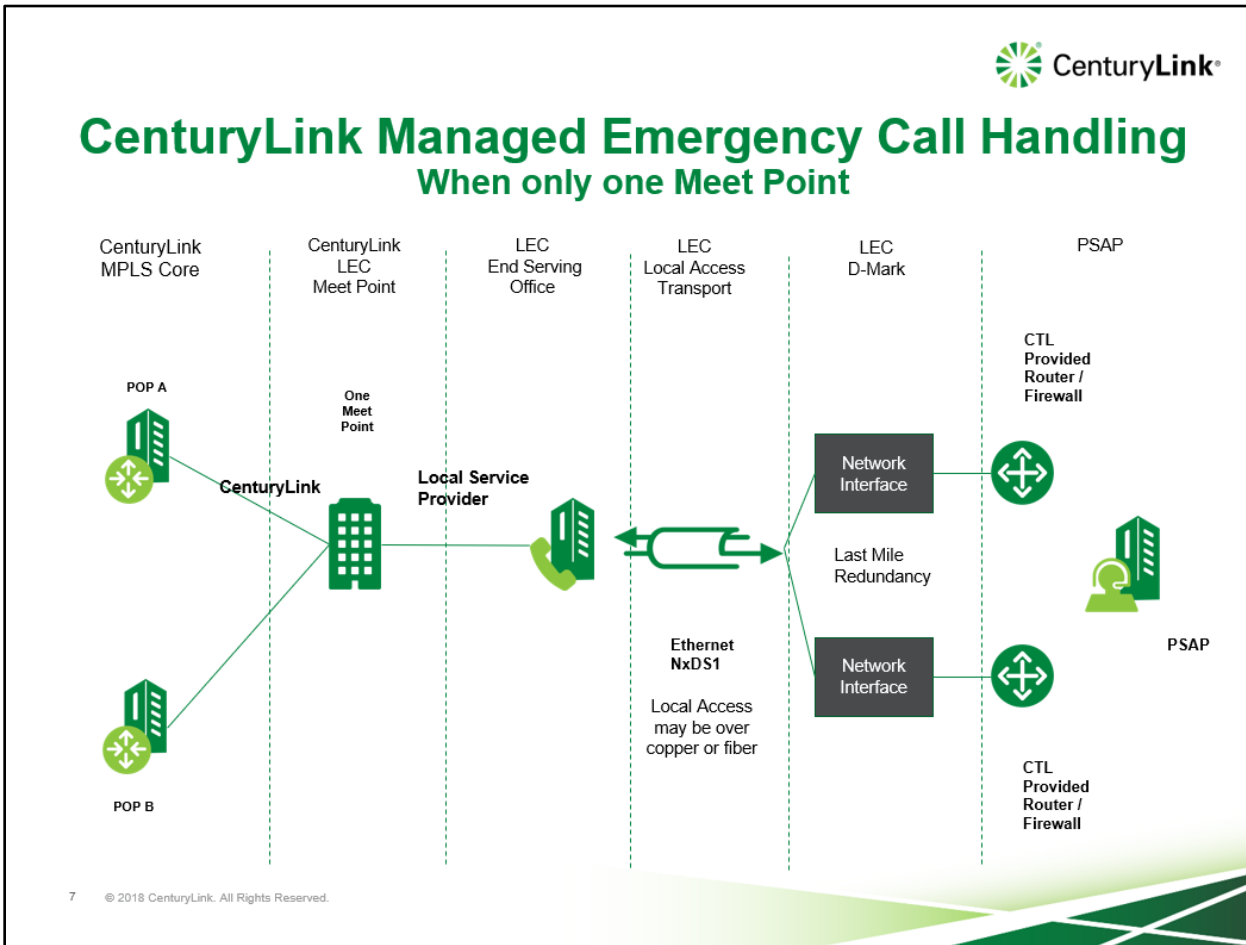 CenturyLink®
CenturyLink Managed Emergency Call Handling
When only one Meet Point
CenturyLink
MPLS Core
CenturyLink
LEC
Meet Point
LEC
End Serving
Office
LEC
Local Access
Transport
LEC
D-Mark
PSAP
POP A
One
Meet
Point
CenturyLink
Local Service
Provider
CTL
Provided
Router /
Firewall
Network
Interface
Last Mile
Redundancy
PSAP
Ethernet
NxDS1
Local Access
may be over
copper or fiber
Network
Interface
POP B
CTL
Provided
Router /
Firewall
7 © 2018 CenturyLink. All Rights Reserved.